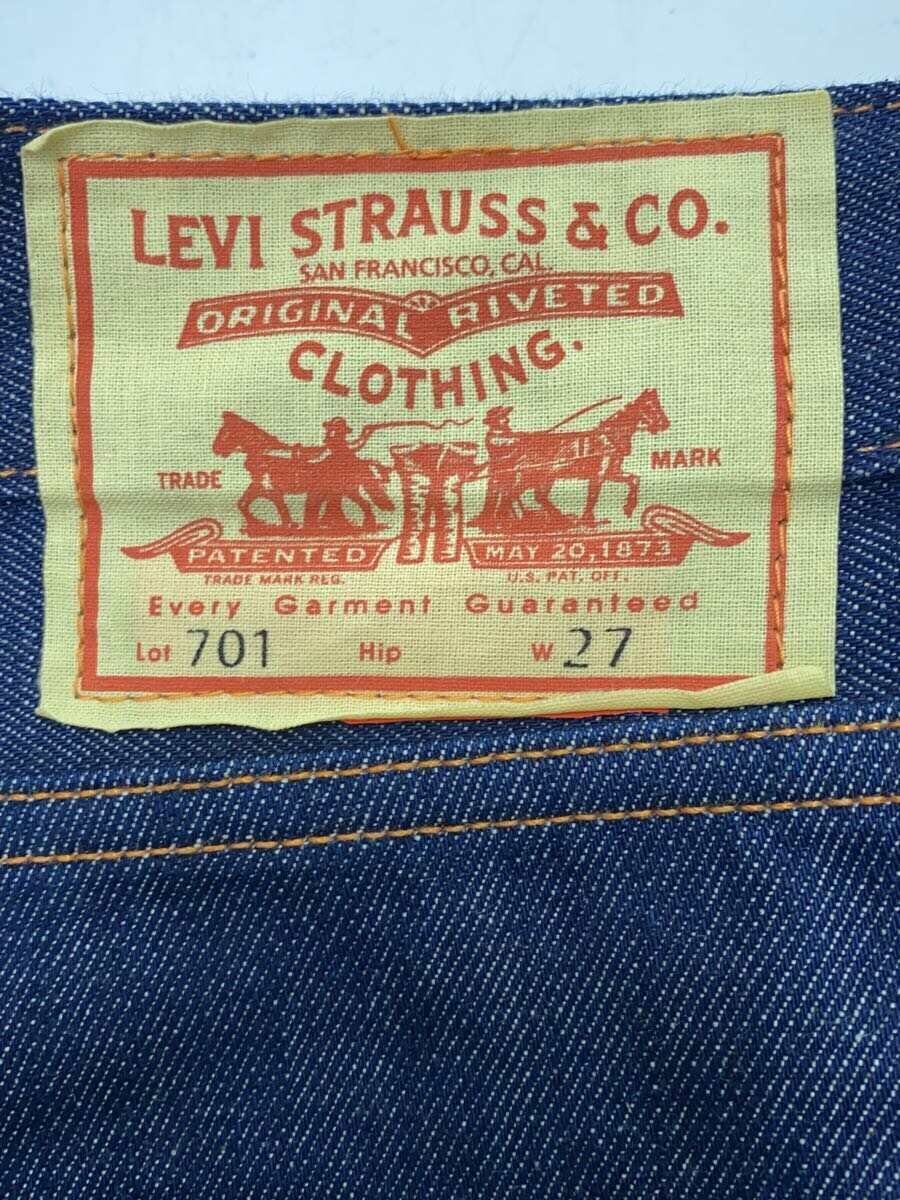 LEVI STRAUSS & CO.
SAN FRANCISCO, CAL.
ORIGINAL RIVETED
CLOTHING.
TRADE MARK
PATENTED MAY 20, 1873
TRADE MARK REG. U.S. PAT. OFF.
Every Garment Guaranteed
Lot 701 Hip W 27